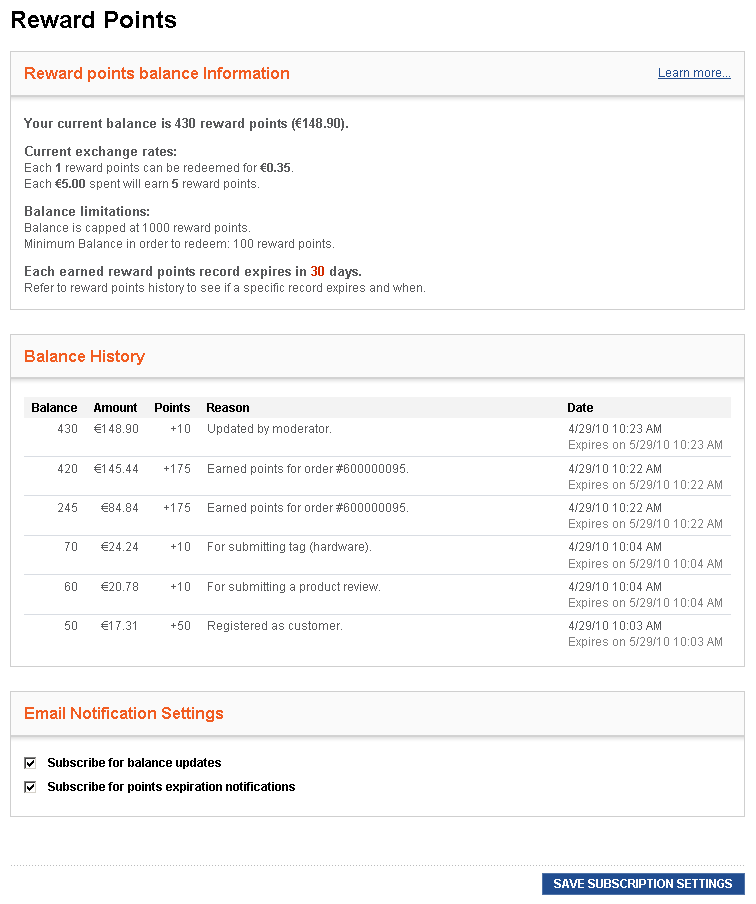 Reward Points
Reward points balance Information Learn more...
Your current balance is 430 reward points (€148.90).
Current exchange rates:
Each 1 reward points can be redeemed for €0.35.
Each €5.00 spent will earn 5 reward points.
Balance limitations:
Balance is capped at 1000 reward points.
Minimum Balance in order to redeem: 100 reward points.
Each earned reward points record expires in 30 days.
Refer to reward points history to see if a specific record expires and when.
Balance History
Balance Amount Points Reason Date
430 €148.90 +10 Updated by moderator. 4/29/10 10:23 AM
Expires on 5/29/10 10:23 AM
420 €145.44 +175 Earned points for order #600000095. 4/29/10 10:22 AM
Expires on 5/29/10 10:22 AM
245 €84.84 +175 Earned points for order #600000095. 4/29/10 10:22 AM
Expires on 5/29/10 10:22 AM
70 €24.24 +10 For submitting tag (hardware). 4/29/10 10:04 AM
Expires on 5/29/10 10:04 AM
60 €20.78 +10 For submitting a product review. 4/29/10 10:04 AM
Expires on 5/29/10 10:04 AM
50 €17.31 +50 Registered as customer. 4/29/10 10:03 AM
Expires on 5/29/10 10:03 AM
Email Notification Settings
Subscribe for balance updates
Subscribe for points expiration notifications
SAVE SUBSCRIPTION SETTINGS